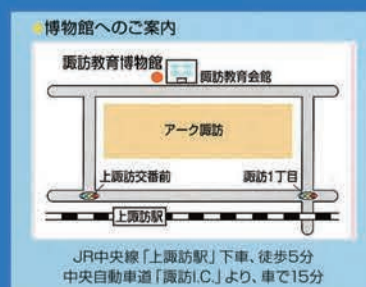 博物館へのご案内
諏訪教育博物館
諏訪教育会館
アーク諏訪
上諏訪交番前
諏訪1丁目
上諏訪駅
JR中央線「上諏訪駅」下車、徒歩5分
中央自動車道「諏訪I.C.」より、車で15分